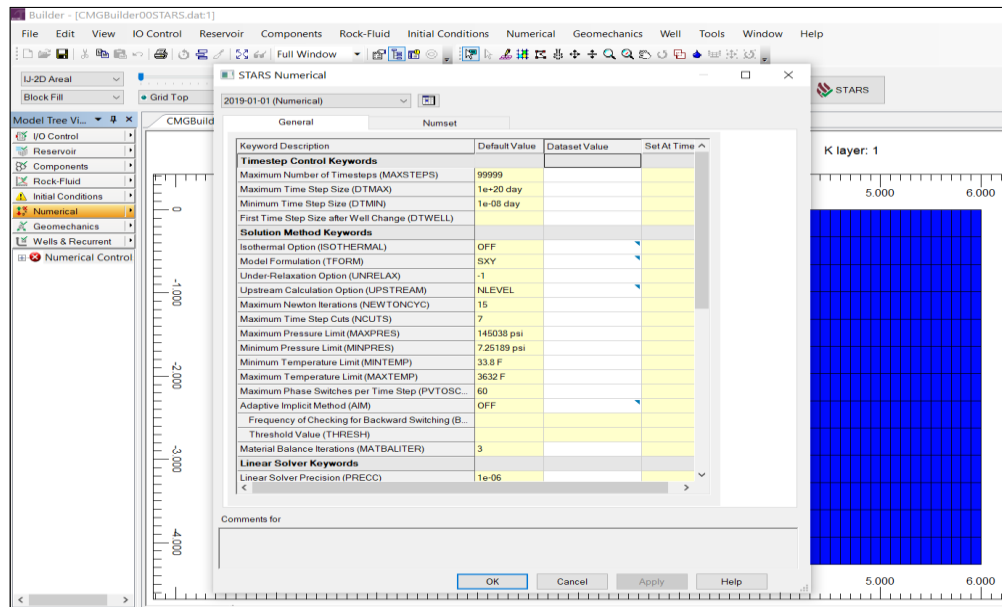 Builder - [CMGBuilder00STARS.dat:1]
File Edit View IO Control Reservoir Components Rock-Fluid Initial Conditions Numerical Geomechanics Well Tools Window Help
Full Window
IJ-2D Areal
Block Fill
Grid Top
STARS
Model Tree Vi...
CMGBuild
I/O Control
Reservoir
Components
Rock-Fluid
Initial Conditions
Numerical
Geomechanics
Wells & Recurrent
Numerical Control
STARS Numerical
2019-01-01 (Numerical)
General Numset
Keyword Description Default Value Dataset Value Set At Time
Timestep Control Keywords
Maximum Number of Timesteps (MAXSTEPS) 99999
Maximum Time Step Size (DTMAX) 1e+20 day
Minimum Time Step Size (DTMIN) 1e-08 day
First Time Step Size after Well Change (DTWELL)
Solution Method Keywords
Isothermal Option (ISOTHERMAL) OFF
Model Formulation (TFORM) SXY
Under-Relaxation Option (UNRELAX) -1
Upstream Calculation Option (UPSTREAM) NLEVEL
Maximum Newton Iterations (NEWTONCYC) 15
Maximum Time Step Cuts (NCUTS) 7
Maximum Pressure Limit (MAXPRES) 145038 psi
Minimum Pressure Limit (MINPRES) 7.25189 psi
Minimum Temperature Limit (MINTEMP) 33.8 F
Maximum Temperature Limit (MAXTEMP) 3632 F
Maximum Phase Switches per Time Step (PVTOSC... 60
Adaptive Implicit Method (AIM) OFF
Frequency of Checking for Backward Switching (B...
Threshold Value (THRESH)
Material Balance Iterations (MATBALITER) 3
Linear Solver Keywords
Linear Solver Precision (PRECC) 1e-06
Comments for
OK Cancel Apply Help
K layer: 1
5.000 6.000
0
-1.000
-2.000
-3.000
-4.000
5.000 6.000